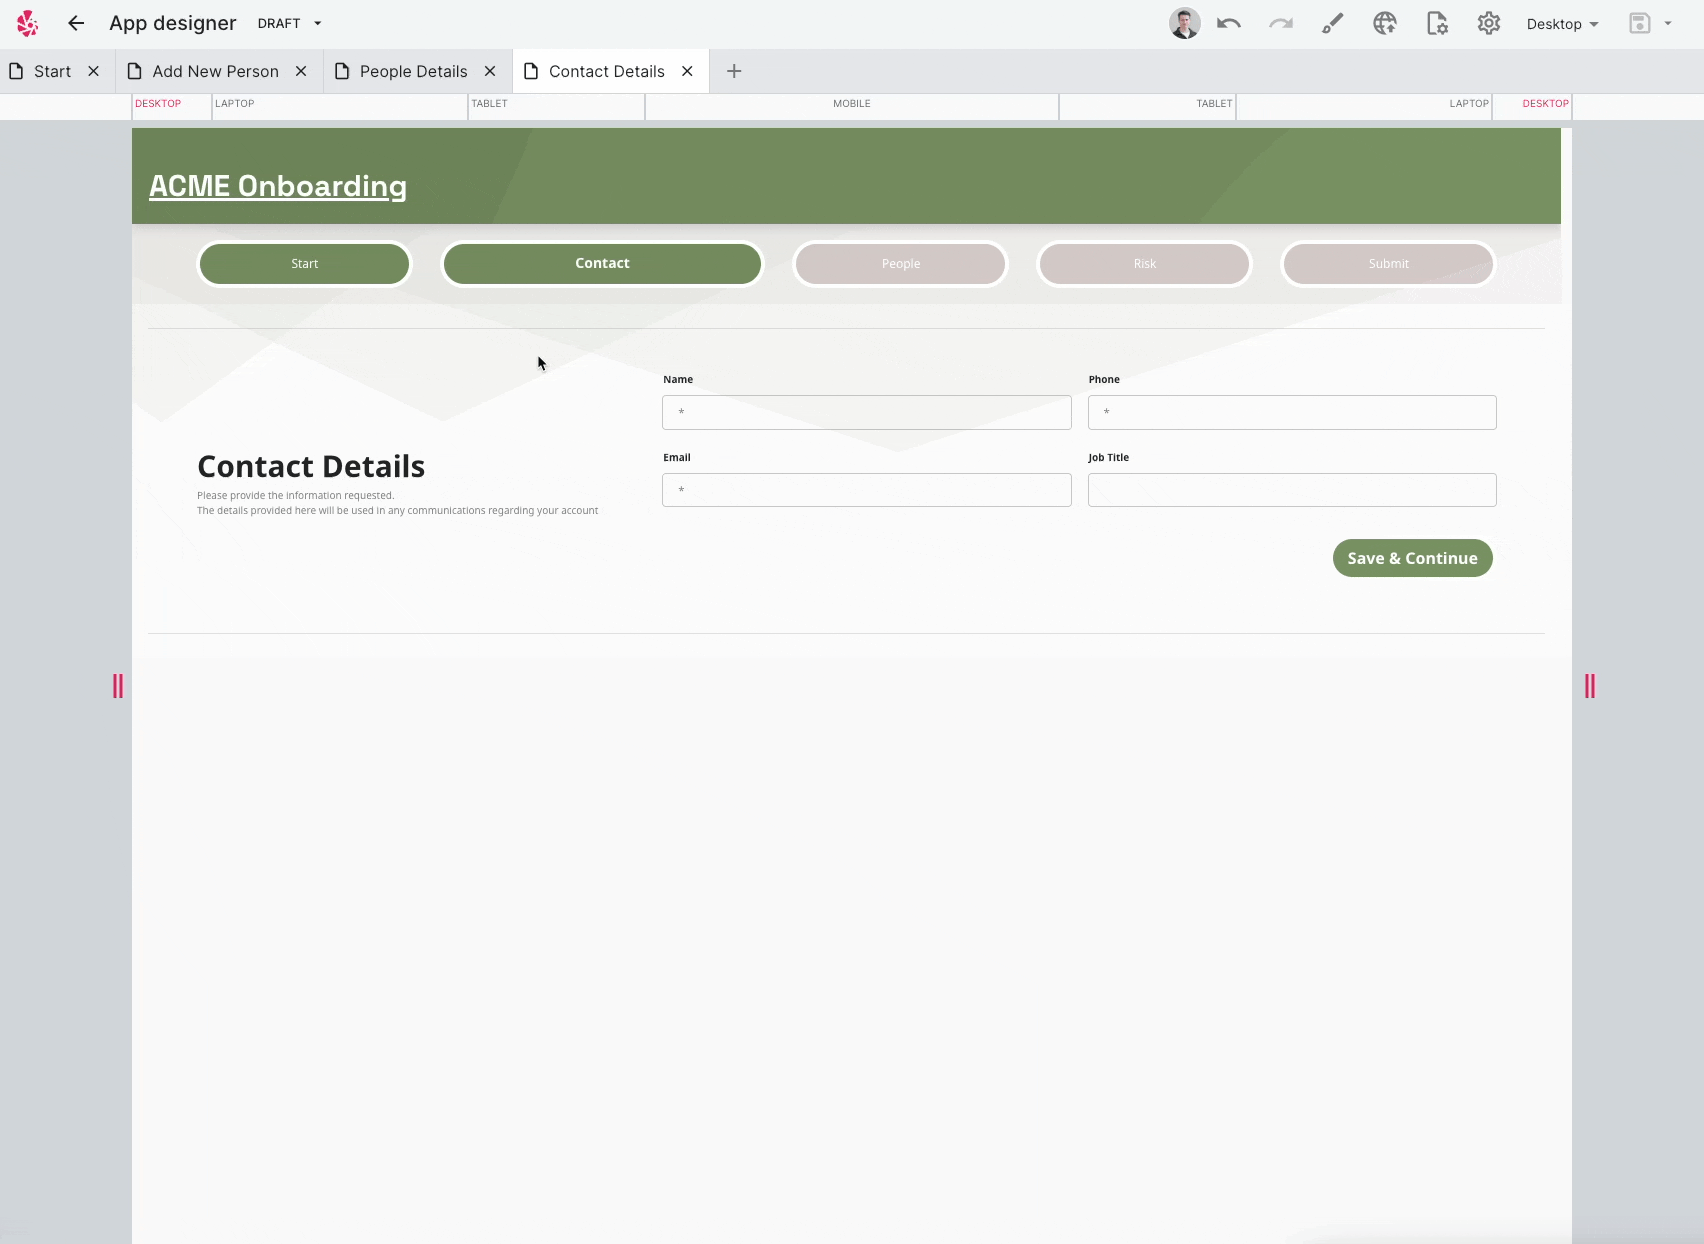 App designer DRAFT Desktop
Start Add New Person People Details Contact Details
DESKTOP LAPTOP TABLET MOBILE TABLET LAPTOP DESKTOP
ACME Onboarding
Start Contact People Risk Submit
Name Phone
* *
Email Job Title
*
Contact Details
Please provide the information requested.
The details provided here will be used in any communications regarding your account
Save & Continue